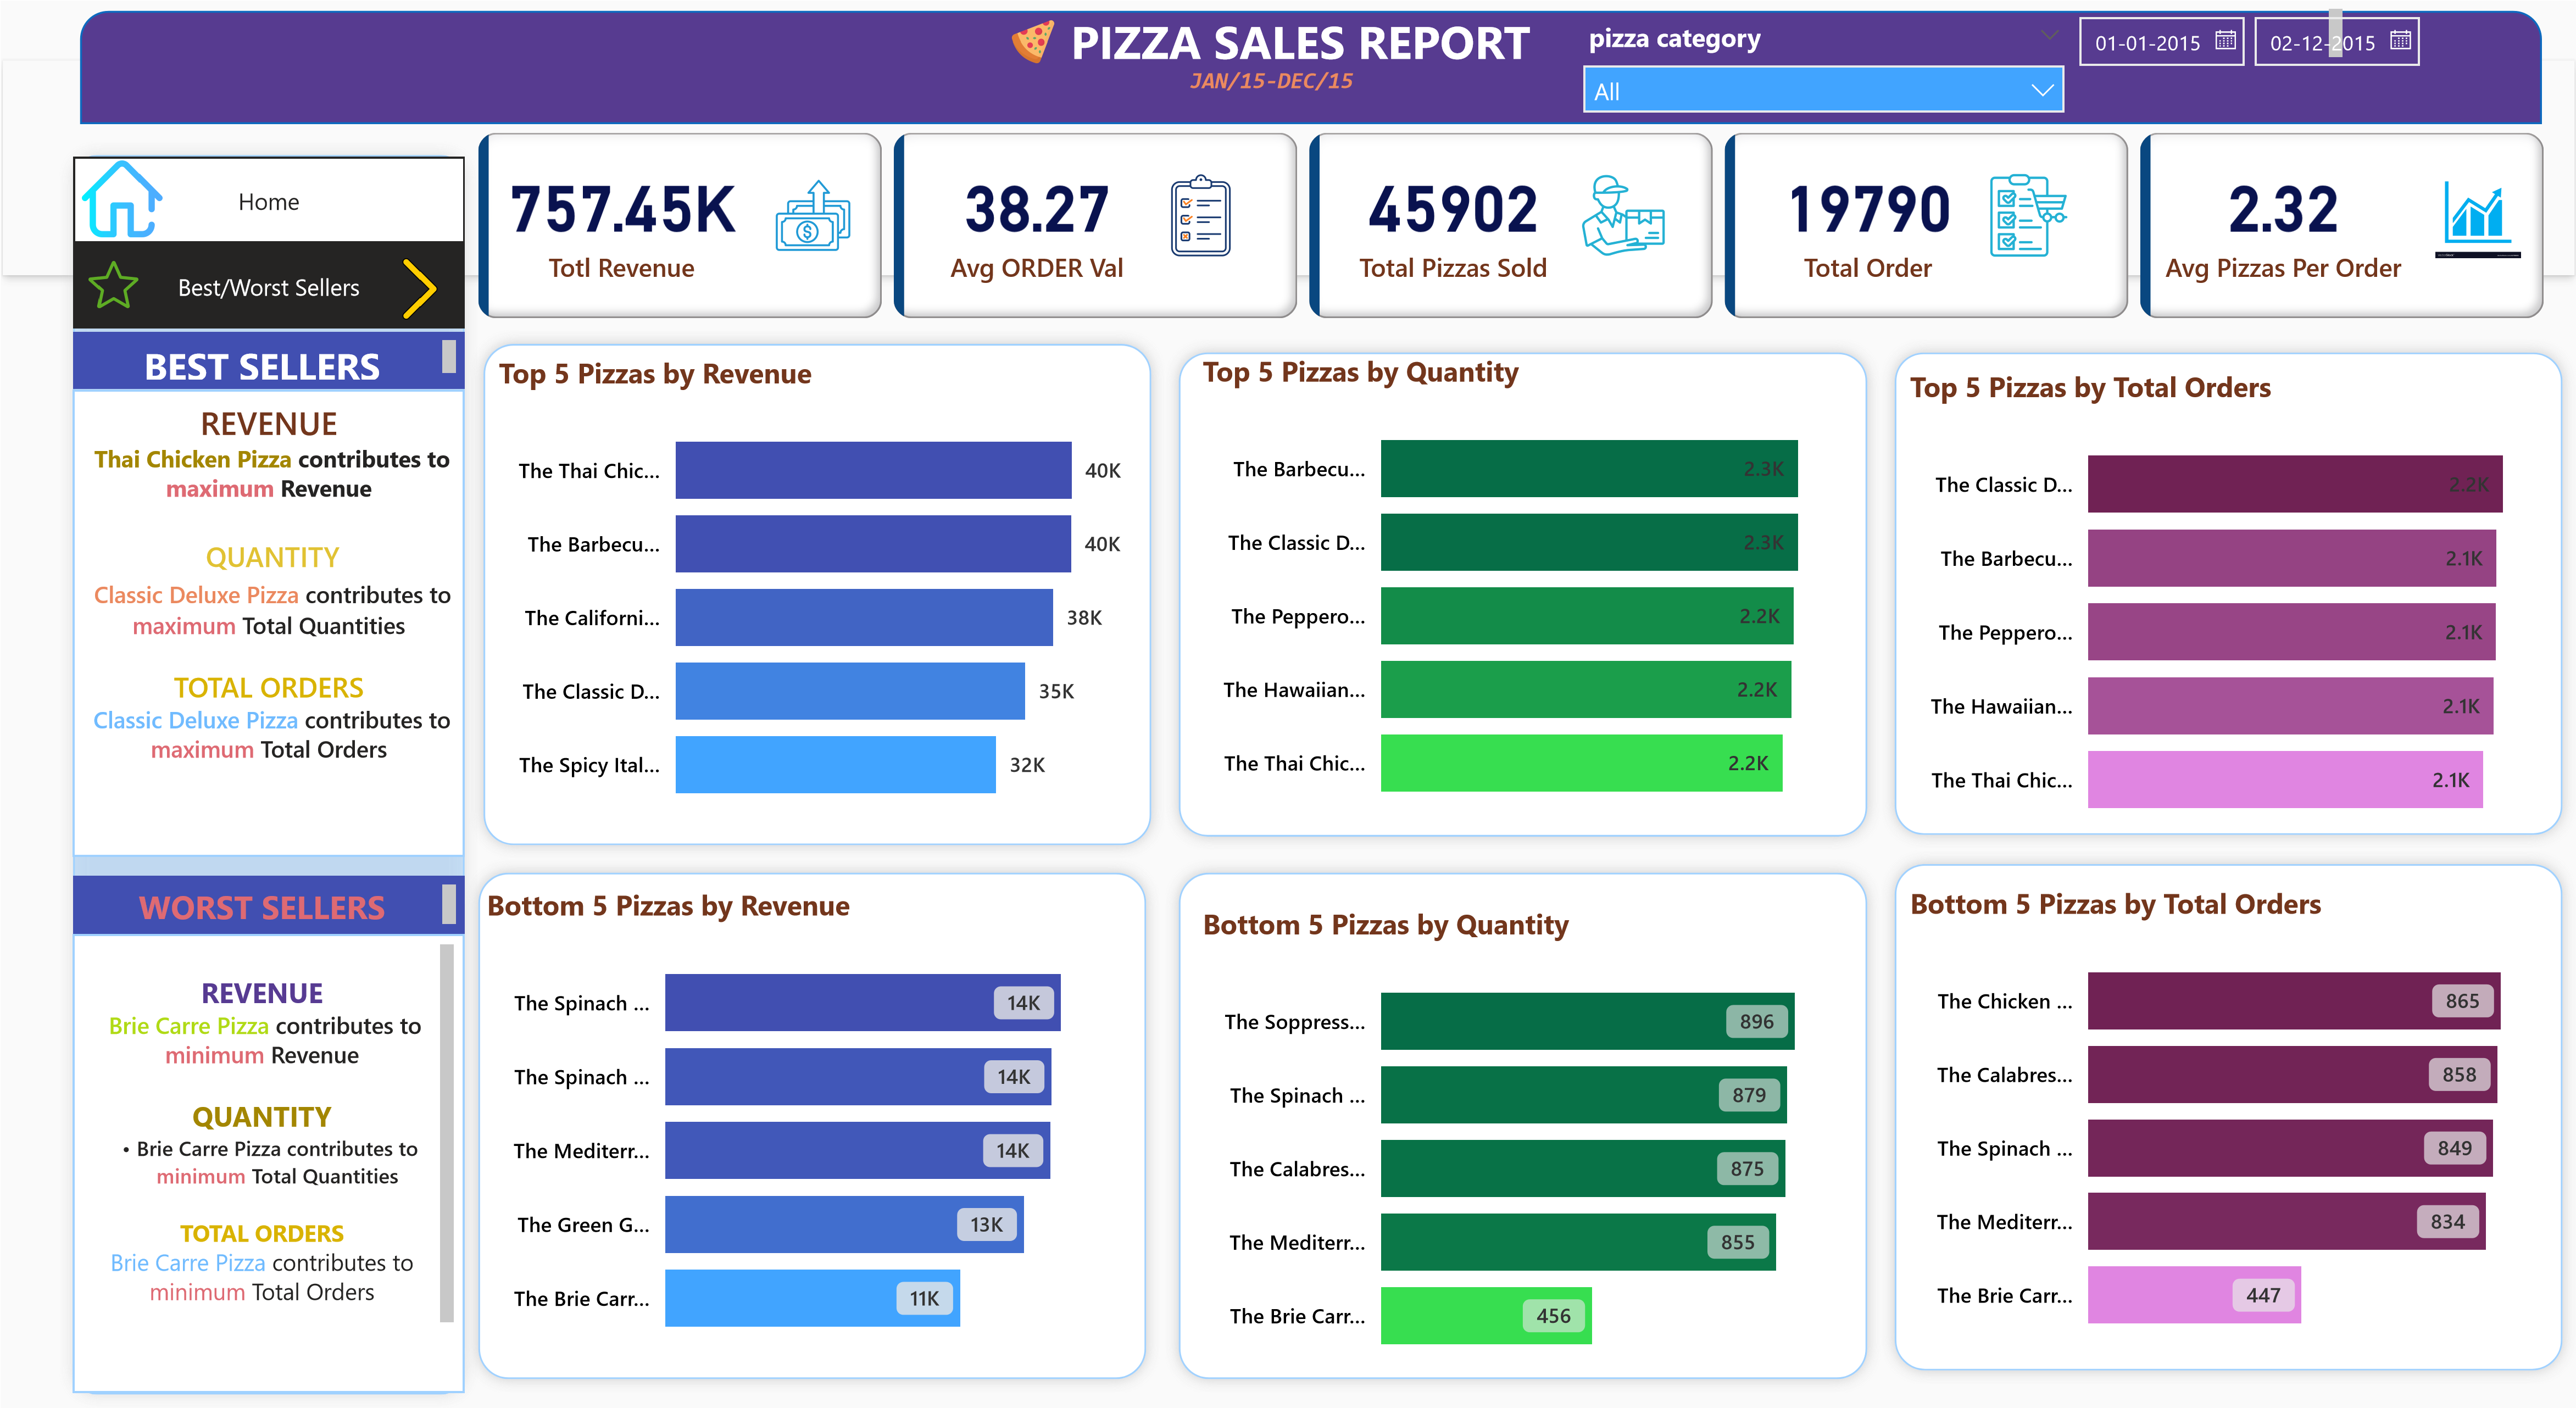 PIZZA SALES REPORT
JAN/15-DEC/15
pizza category
All
01-01-2015
02-12-2015
Home
Best/Worst Sellers
757.45K
Totl Revenue
38.27
Avg ORDER Val
45902
Total Pizzas Sold
19790
Total Order
2.32
Avg Pizzas Per Order
BEST SELLERS
REVENUE
Thai Chicken Pizza contributes to
maximum Revenue
QUANTITY
Classic Deluxe Pizza contributes to
maximum Total Quantities
TOTAL ORDERS
Classic Deluxe Pizza contributes to
maximum Total Orders
WORST SELLERS
REVENUE
Brie Carre Pizza contributes to
minimum Revenue
QUANTITY
• Brie Carre Pizza contributes to
minimum Total Quantities
TOTAL ORDERS
Brie Carre Pizza contributes to
minimum Total Orders
Top 5 Pizzas by Revenue
The Thai Chic... 40K
The Barbecu... 40K
The Californi... 38K
The Classic D... 35K
The Spicy Ital... 32K
Top 5 Pizzas by Quantity
The Barbecu... 2.3K
The Classic D... 2.3K
The Peppero... 2.2K
The Hawaiian... 2.2K
The Thai Chic... 2.2K
Top 5 Pizzas by Total Orders
The Classic D... 2.2K
The Barbecu... 2.1K
The Peppero... 2.1K
The Hawaiian... 2.1K
The Thai Chic... 2.1K
Bottom 5 Pizzas by Revenue
The Spinach ... 14K
The Spinach ... 14K
The Mediterr... 14K
The Green G... 13K
The Brie Carr... 11K
Bottom 5 Pizzas by Quantity
The Soppress... 896
The Spinach ... 879
The Calabres... 875
The Mediterr... 855
The Brie Carr... 456
Bottom 5 Pizzas by Total Orders
The Chicken ... 865
The Calabres... 858
The Spinach ... 849
The Mediterr... 834
The Brie Carr... 447